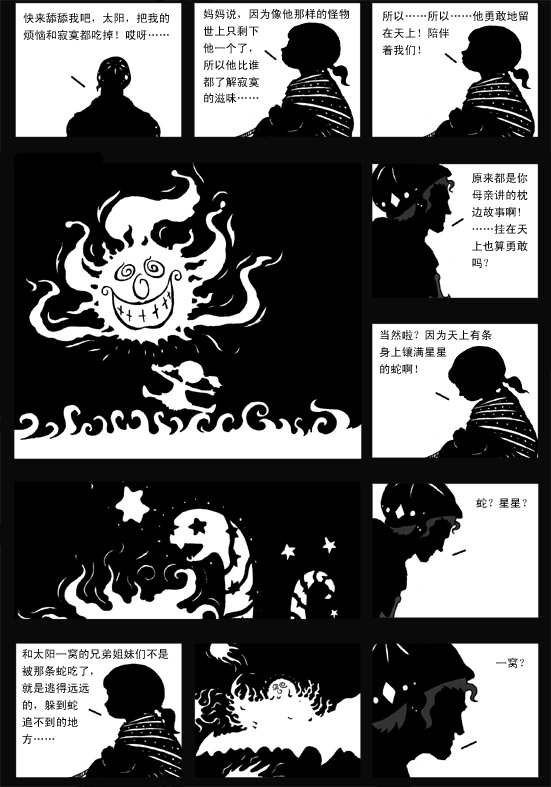 快来舔舔我吧，太阳，把我的
烦恼和寂寞都吃掉！哎呀……
妈妈说，因为像他那样的怪物
世上只剩下
他一个了，
所以他比谁
都了解寂寞
的滋味……
所以……所以……他勇敢地留
在天上！陪伴
着我们！
原来都是你
母亲讲的枕
边故事啊！
……挂在天
上也算勇敢
吗？
当然啦？因为天上有条
身上镶满星星
的蛇啊！
蛇？星星？
和太阳一窝的兄弟姐妹们不是
被那条蛇吃了，
就是逃得远远
的，躲到蛇
追不到的地
方……
一窝？